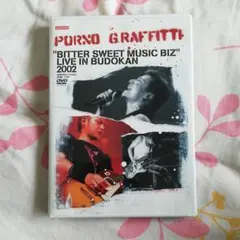 PORNO GRAFFITTI
"BITTER SWEET MUSIC BIZ"
LIVE IN BUDOKAN
2002
DVD